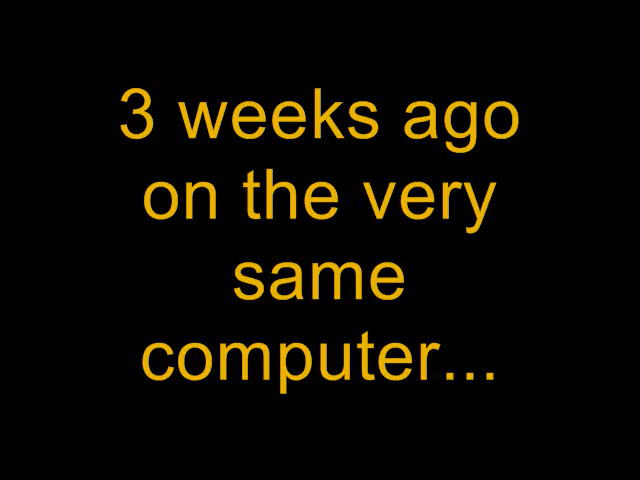 3 weeks ago
on the very
same
computer...